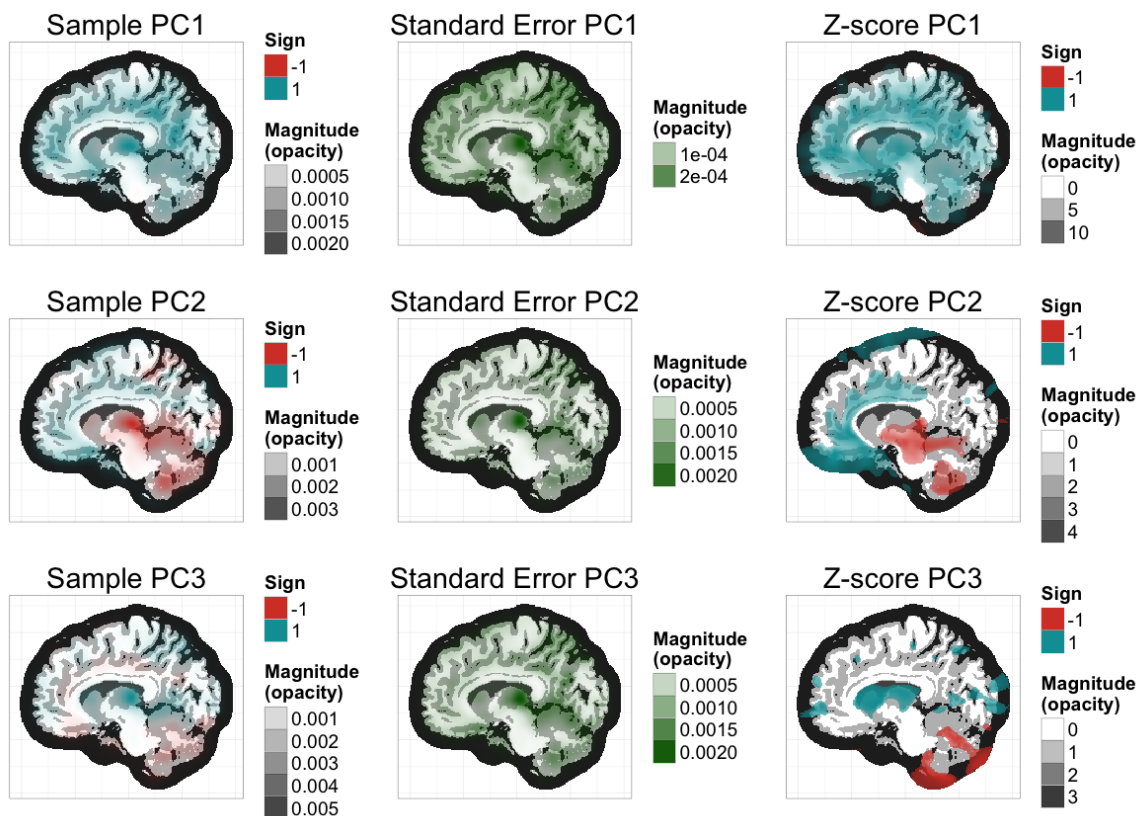 Sample PC1
Sign
-1
1
Magnitude
(opacity)
0.0005
0.0010
0.0015
0.0020
Standard Error PC1
Magnitude
(opacity)
1e-04
2e-04
Z-score PC1
Sign
-1
1
Magnitude
(opacity)
0
5
10
Sample PC2
Sign
-1
1
Magnitude
(opacity)
0.001
0.002
0.003
Standard Error PC2
Magnitude
(opacity)
0.0005
0.0010
0.0015
0.0020
Z-score PC2
Sign
-1
1
Magnitude
(opacity)
0
1
2
3
4
Sample PC3
Sign
-1
1
Magnitude
(opacity)
0.001
0.002
0.003
0.004
0.005
Standard Error PC3
Magnitude
(opacity)
0.0005
0.0010
0.0015
0.0020
Z-score PC3
Sign
-1
1
Magnitude
(opacity)
0
1
2
3